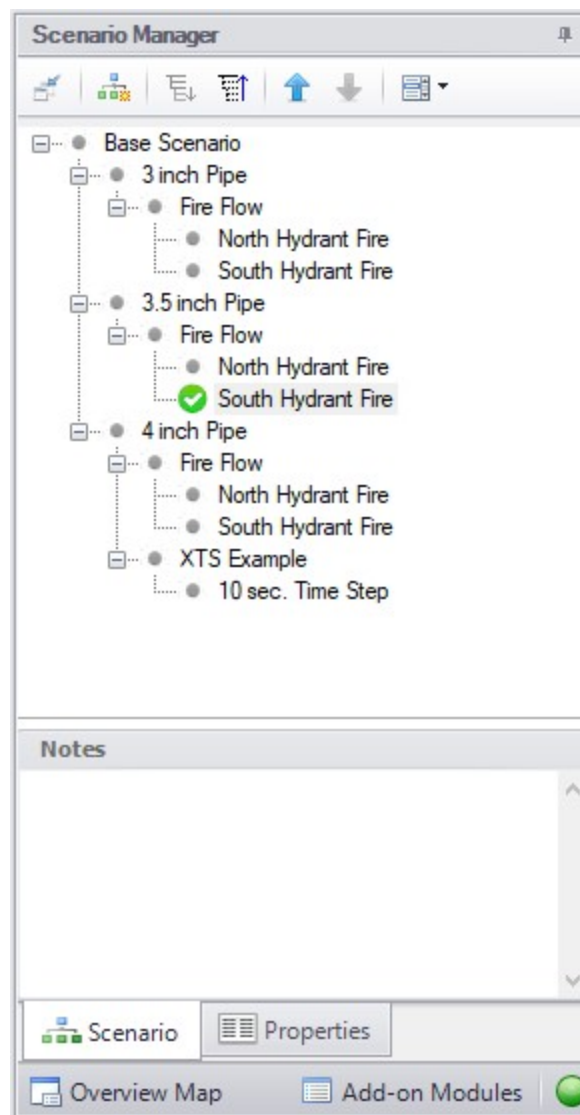 Scenario Manager
Base Scenario
3 inch Pipe
Fire Flow
North Hydrant Fire
South Hydrant Fire
3.5 inch Pipe
Fire Flow
North Hydrant Fire
South Hydrant Fire
4 inch Pipe
Fire Flow
North Hydrant Fire
South Hydrant Fire
XTS Example
10 sec. Time Step
Notes
Scenario Properties
Overview Map Add-on Modules